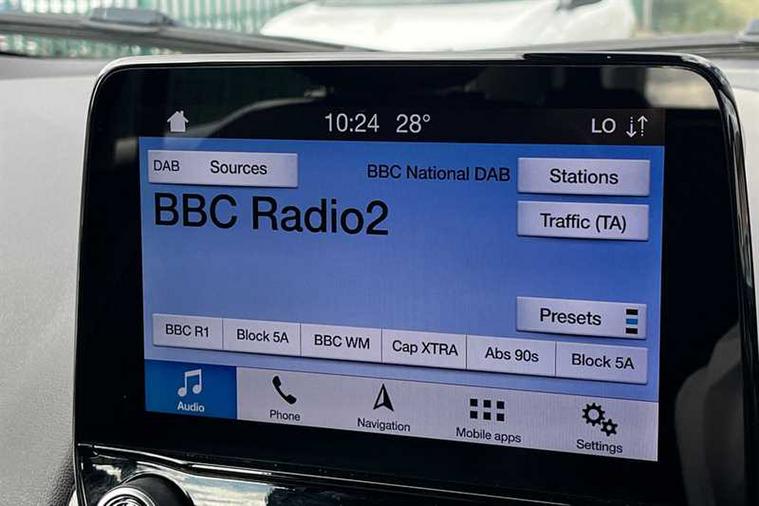 10:24 28° LO
DAB Sources
BBC National DAB
Stations
BBC Radio2
Traffic (TA)
Presets
BBC R1
Block 5A
BBC WM
Cap XTRA
Abs 90s
Block 5A
Audio
Phone
Navigation
Mobile apps
Settings